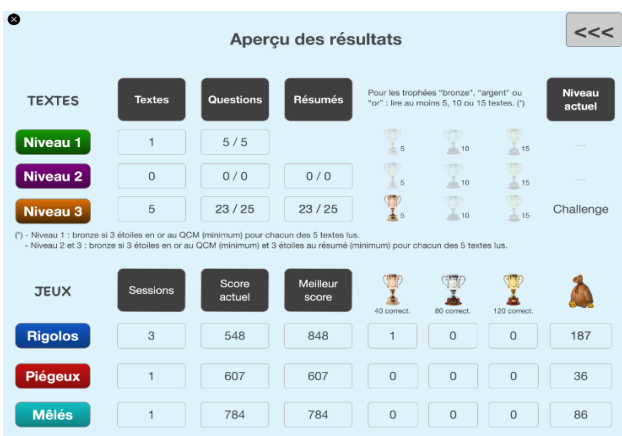 <<<
Aperçu des résultats
TEXTES
Textes
Questions
Résumés
Pour les trophées "bronze", "argent" ou
"or" : lire au moins 5, 10 ou 15 textes. (*)
Niveau
actuel
Niveau 1
1
5 / 5
5
10
15
...
Niveau 2
0
0 / 0
0 / 0
5
10
15
...
Niveau 3
5
23 / 25
23 / 25
5
10
15
Challenge
(*) - Niveau 1 : bronze si 3 étoiles en or au QCM (minimum) pour chacun des 5 textes lus.
- Niveau 2 et 3 : bronze si 3 étoiles en or au QCM (minimum) et 3 étoiles au résumé (minimum) pour chacun des 5 textes lus.
JEUX
Sessions
Score
actuel
Meilleur
score
40 correct.
80 correct.
120 correct.
Rigolos
3
548
848
1
0
0
187
Piégeux
1
607
607
0
0
0
36
Mêlés
1
784
784
0
0
0
86